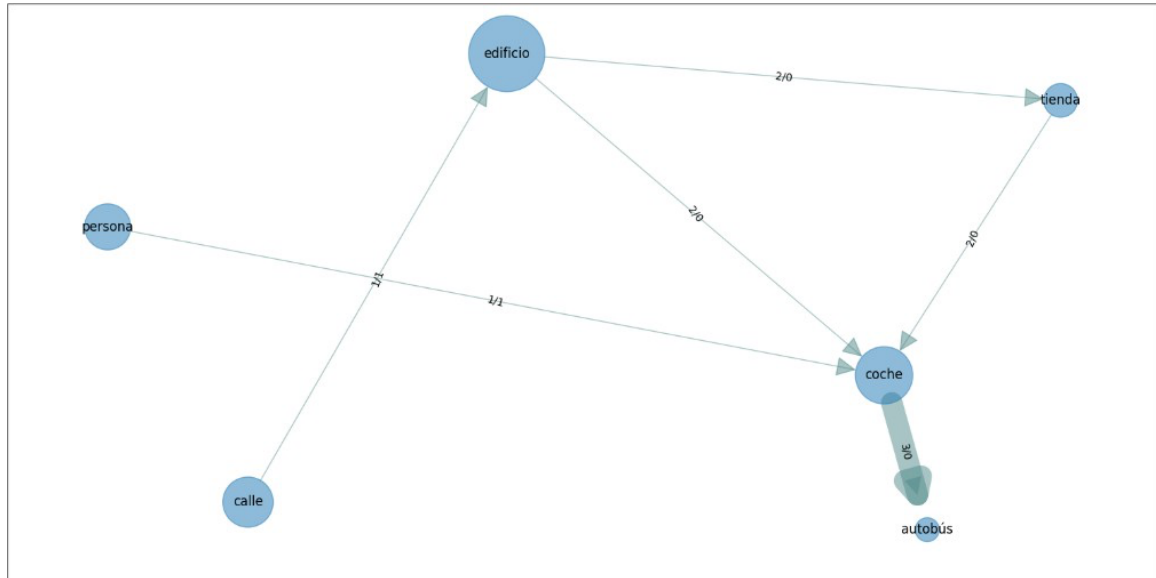 edificio
2/0
tienda
2/0
persona
2/0
1/1
1/1
coche
3/0
calle
autobús